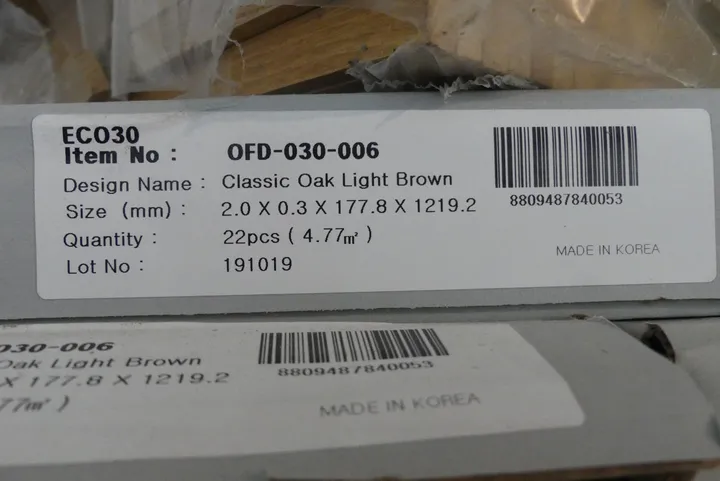 ECO30
Item No : OFD-030-006
Design Name : Classic Oak Light Brown
Size (mm) : 2.0 X 0.3 X 177.8 X 1219.2
Quantity : 22pcs ( 4.77㎡ )
Lot No : 191019
8809487840053
MADE IN KOREA
030-006
Oak Light Brown
X 177.8 X 1219.2
77㎡ )
8809487840053
MADE IN KOREA